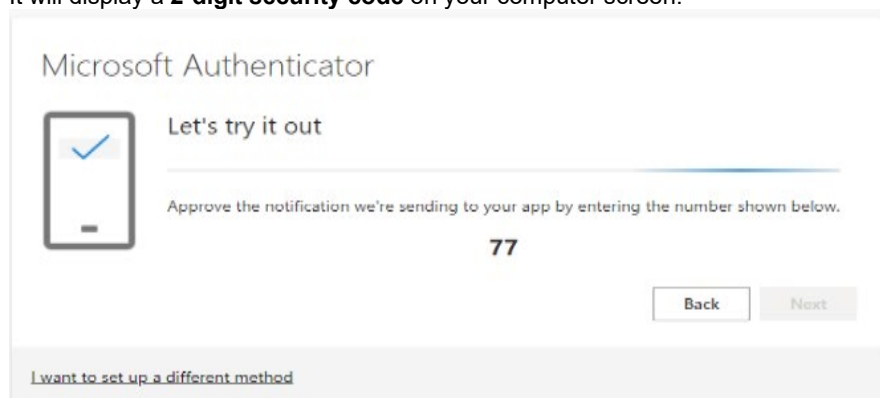 It will display a 2-digit security code on your computer screen.
Microsoft Authenticator
Let's try it out
Approve the notification we're sending to your app by entering the number shown below.
77
Back Next
I want to set up a different method